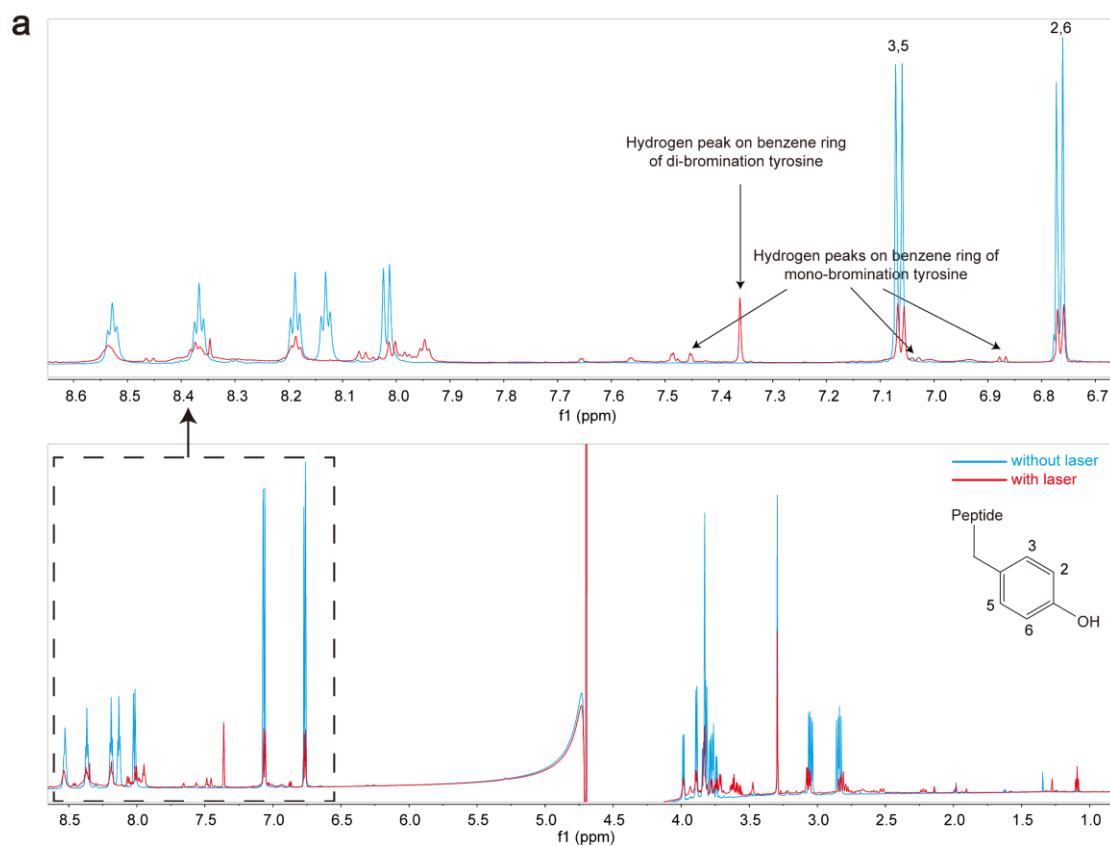 a
3,5
2,6
Hydrogen peak on benzene ring
of di-bromination tyrosine
Hydrogen peaks on benzene ring of
mono-bromination tyrosine
8.6 8.5 8.4 8.3 8.2 8.1 8.0 7.9 7.8 7.7 7.6 7.5 7.4 7.3 7.2 7.1 7.0 6.9 6.8 6.7
f1 (ppm)
without laser
with laser
Peptide
3
2
5
6
OH
8.5 8.0 7.5 7.0 6.5 6.0 5.5 5.0 4.5 4.0 3.5 3.0 2.5 2.0 1.5 1.0
f1 (ppm)